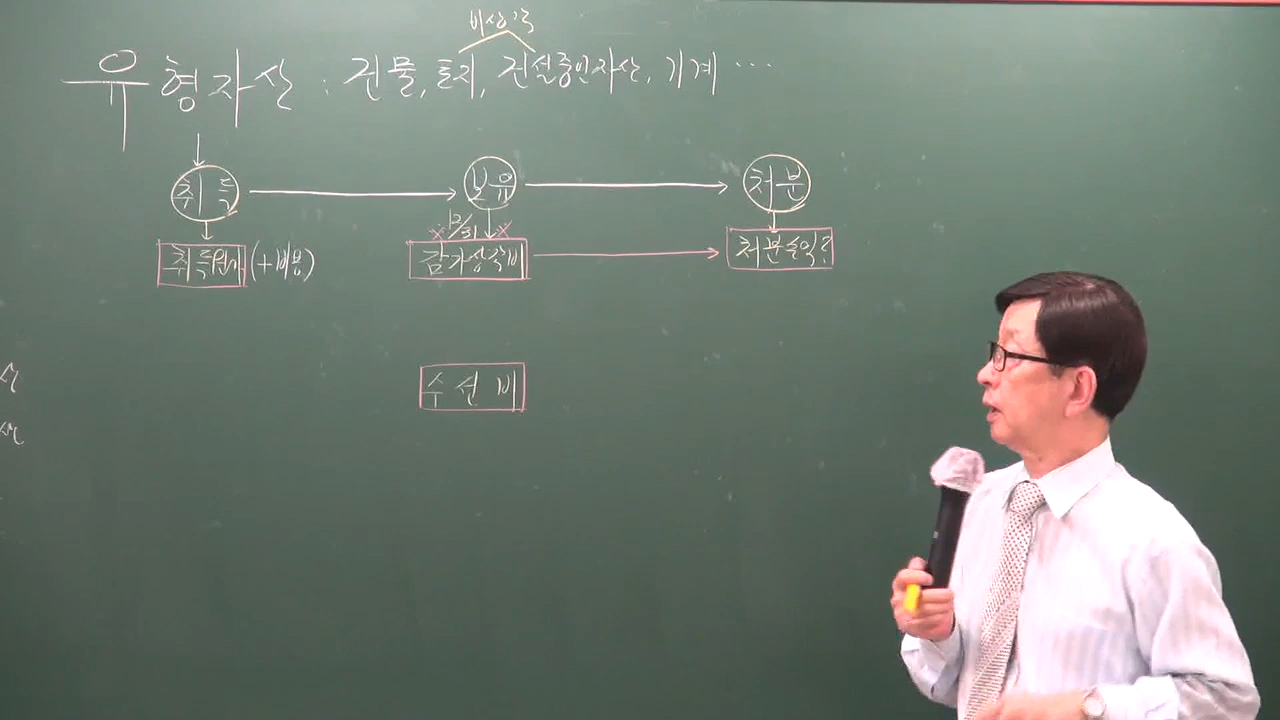 비상각
유형자산 : 건물, 토지, 건설중인자산, 기계 ···
취득 보유 처분
12/31
취득원가 (+비용) 감가상각비 처분손익?
수선비